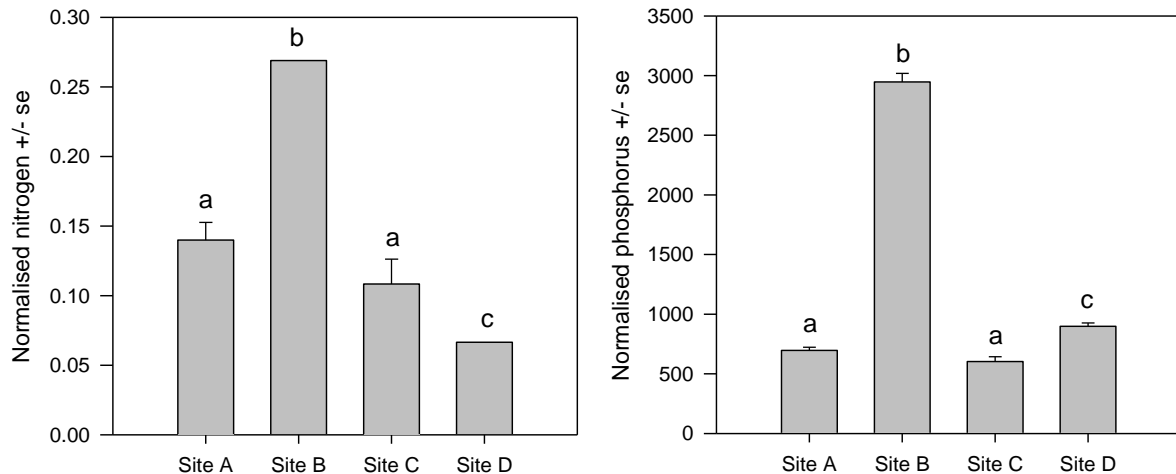 Normalised nitrogen +/- se
0.30
0.25
0.20
0.15
0.10
0.05
0.00
a
b
a
c
Site A Site B Site C Site D
Normalised phosphorus +/- se
3500
3000
2500
2000
1500
1000
500
0
a
b
a
c
Site A Site B Site C Site D